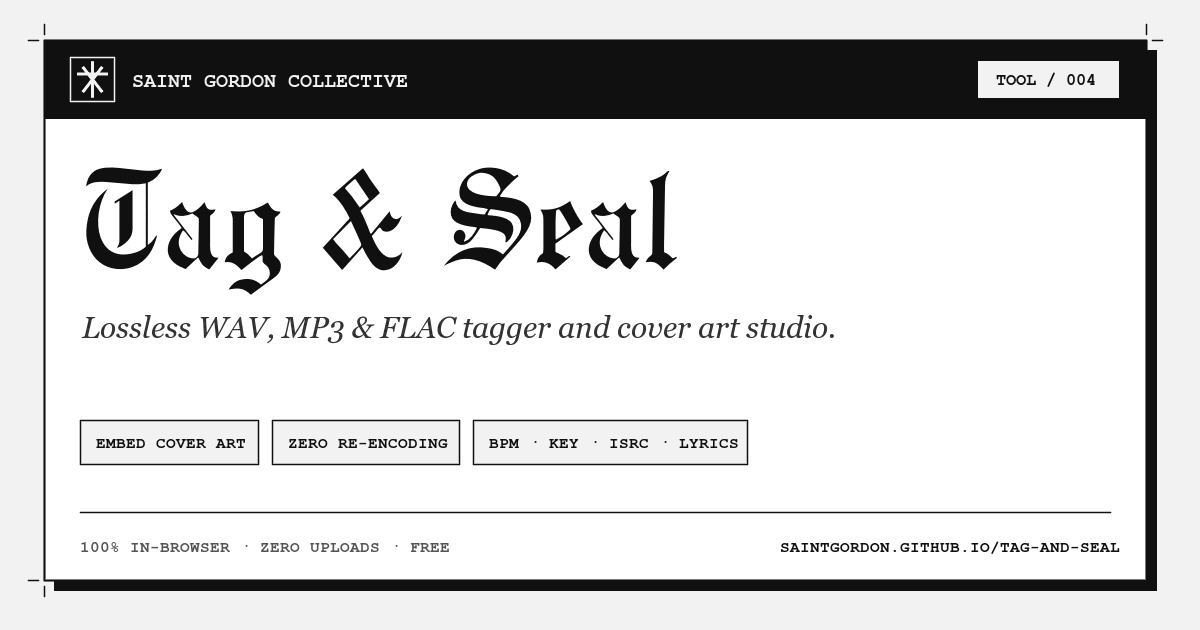 SAINT GORDON COLLECTIVE
TOOL / 004
Tag & Seal
Lossless WAV, MP3 & FLAC tagger and cover art studio.
EMBED COVER ART
ZERO RE-ENCODING
BPM · KEY · ISRC · LYRICS
100% IN-BROWSER · ZERO UPLOADS · FREE
SAINTGORDON.GITHUB.IO/TAG-AND-SEAL